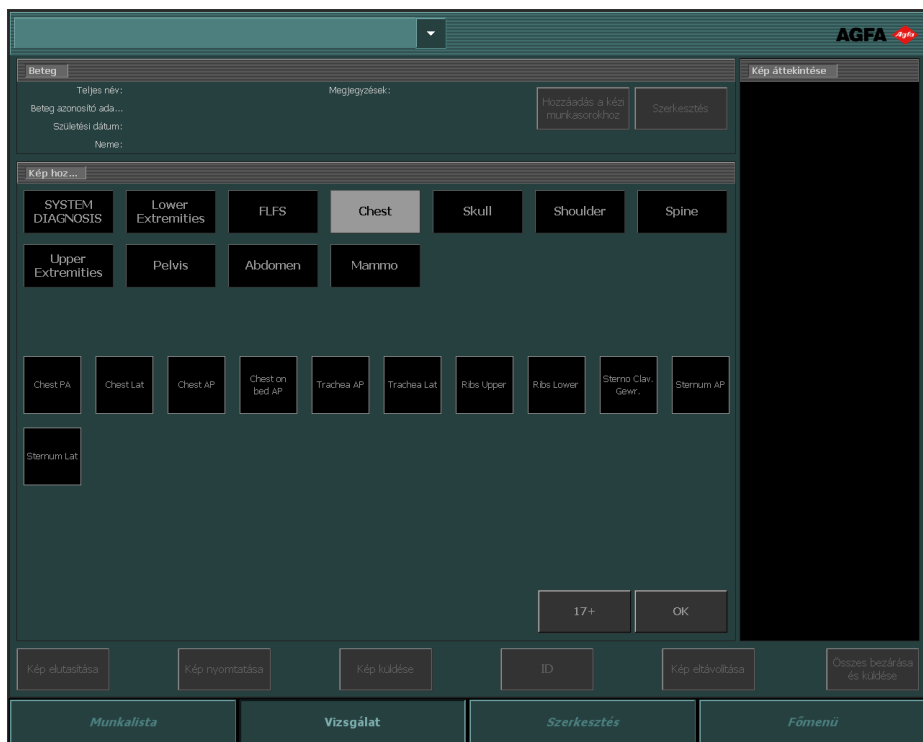 AGFA Agfa
Beteg
Kép áttekintése
Teljes név:
Megjegyzések:
Beteg azonosító ada...
Születési dátum:
Neme:
Hozzáadás a kézi
munkasorokhoz
Szerkesztés
Kép hoz...
SYSTEM
DIAGNOSIS
Lower
Extremities
FLFS
Chest
Skull
Shoulder
Spine
Upper
Extremities
Pelvis
Abdomen
Mammo
Chest PA
Chest Lat
Chest AP
Chest on
bed AP
Trachea AP
Trachea Lat
Ribs Upper
Ribs Lower
Sterno Clav.
Gewr.
Sternum AP
Sternum Lat
17+
OK
Kép elutasítása
Kép nyomtatása
Kép küldése
ID
Kép eltávolítása
Összes bezárása
és küldése
Munkalista
Vizsgálat
Szerkesztés
Főmenü